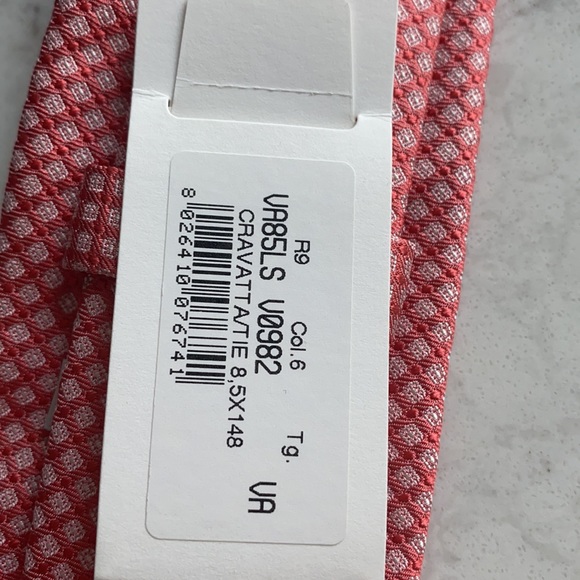 R9 Col.6 Tg.
VA85LS V0982 VA
CRAVATTA/TIE 8,5X148
8 026410 076741